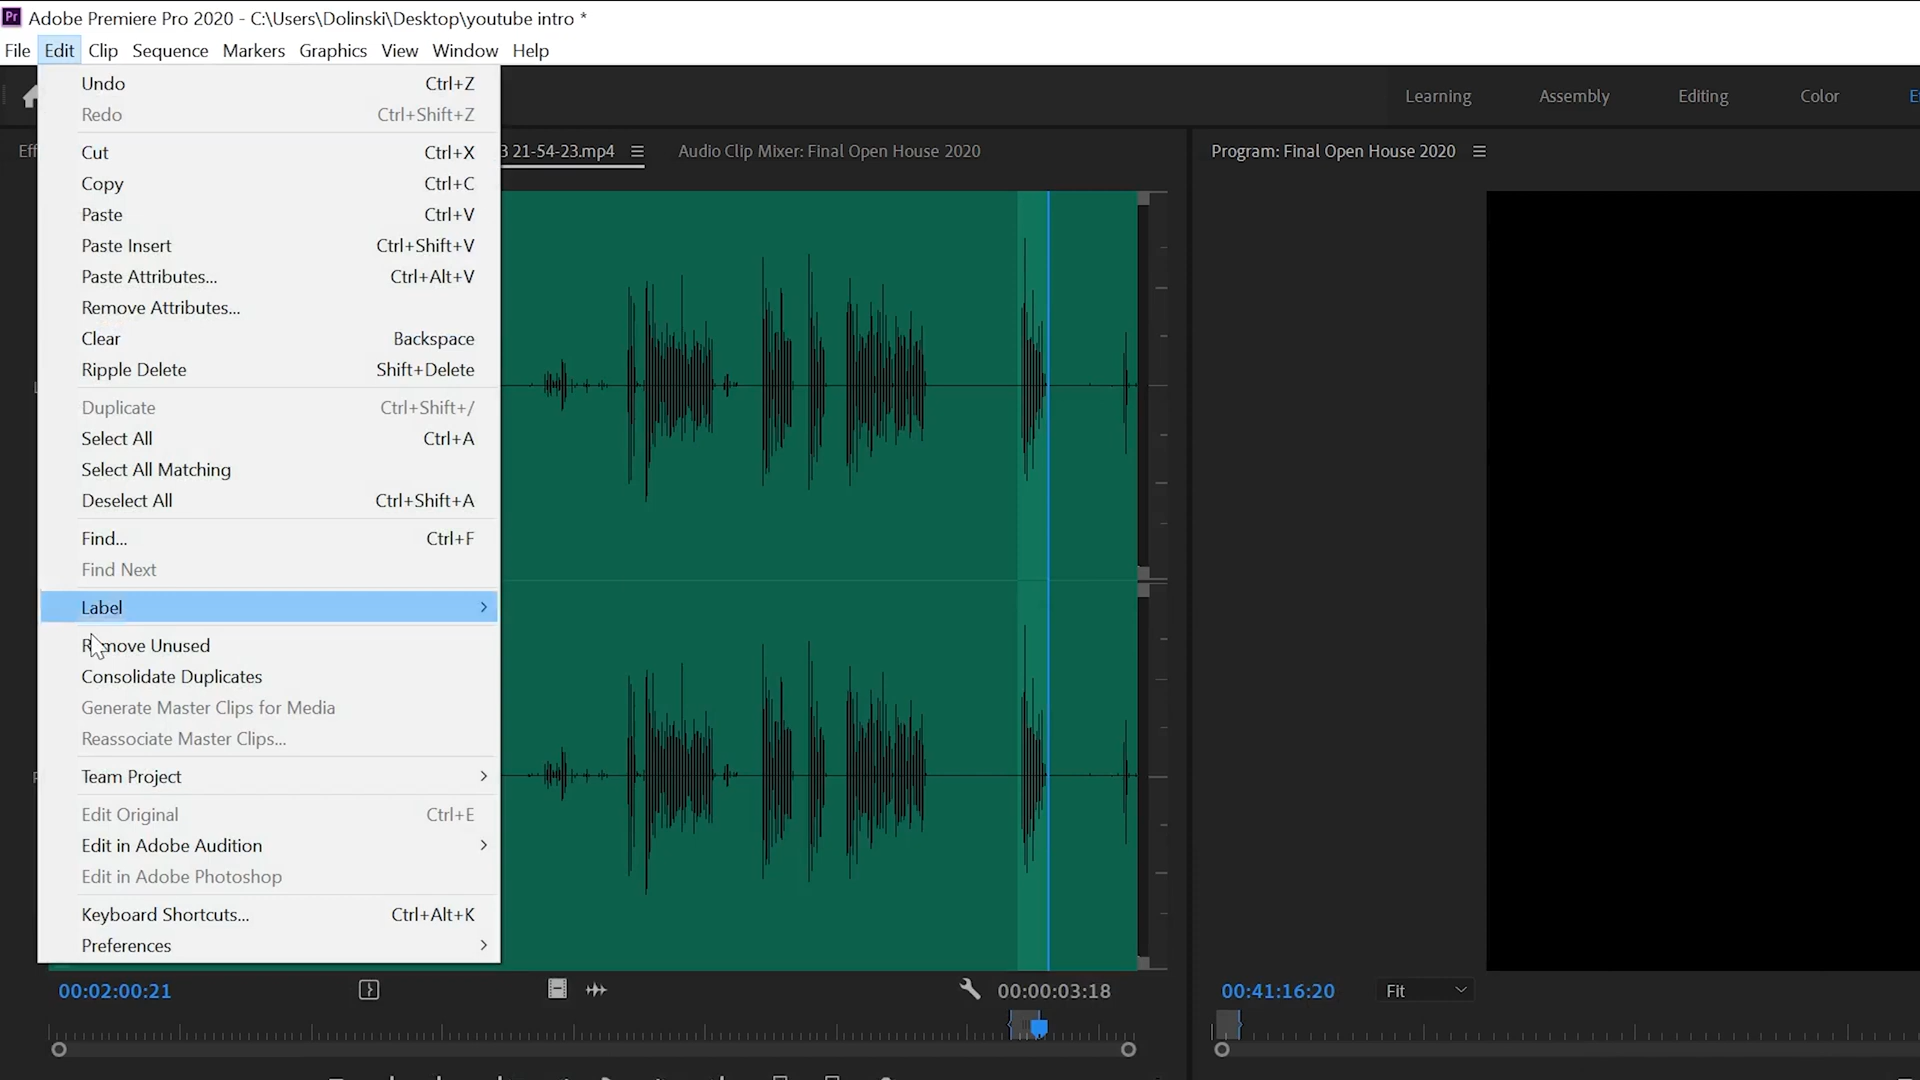 Pr Adobe Premiere Pro 2020 - C:\Users\Dolinski\Desktop\youtube intro *
File Edit Clip Sequence Markers Graphics View Window Help
Undo Ctrl+Z
Redo Ctrl+Shift+Z
Cut Ctrl+X
Copy Ctrl+C
Paste Ctrl+V
Paste Insert Ctrl+Shift+V
Paste Attributes... Ctrl+Alt+V
Remove Attributes...
Clear Backspace
Ripple Delete Shift+Delete
Duplicate Ctrl+Shift+/
Select All Ctrl+A
Select All Matching
Deselect All Ctrl+Shift+A
Find... Ctrl+F
Find Next
Label
Remove Unused
Consolidate Duplicates
Generate Master Clips for Media
Reassociate Master Clips...
Team Project
Edit Original Ctrl+E
Edit in Adobe Audition
Edit in Adobe Photoshop
Keyboard Shortcuts... Ctrl+Alt+K
Preferences
Learning Assembly Editing Color
Eff 3 21-54-23.mp4 Audio Clip Mixer: Final Open House 2020
Program: Final Open House 2020
00:02:00:21 00:00:03:18
00:41:16:20 Fit